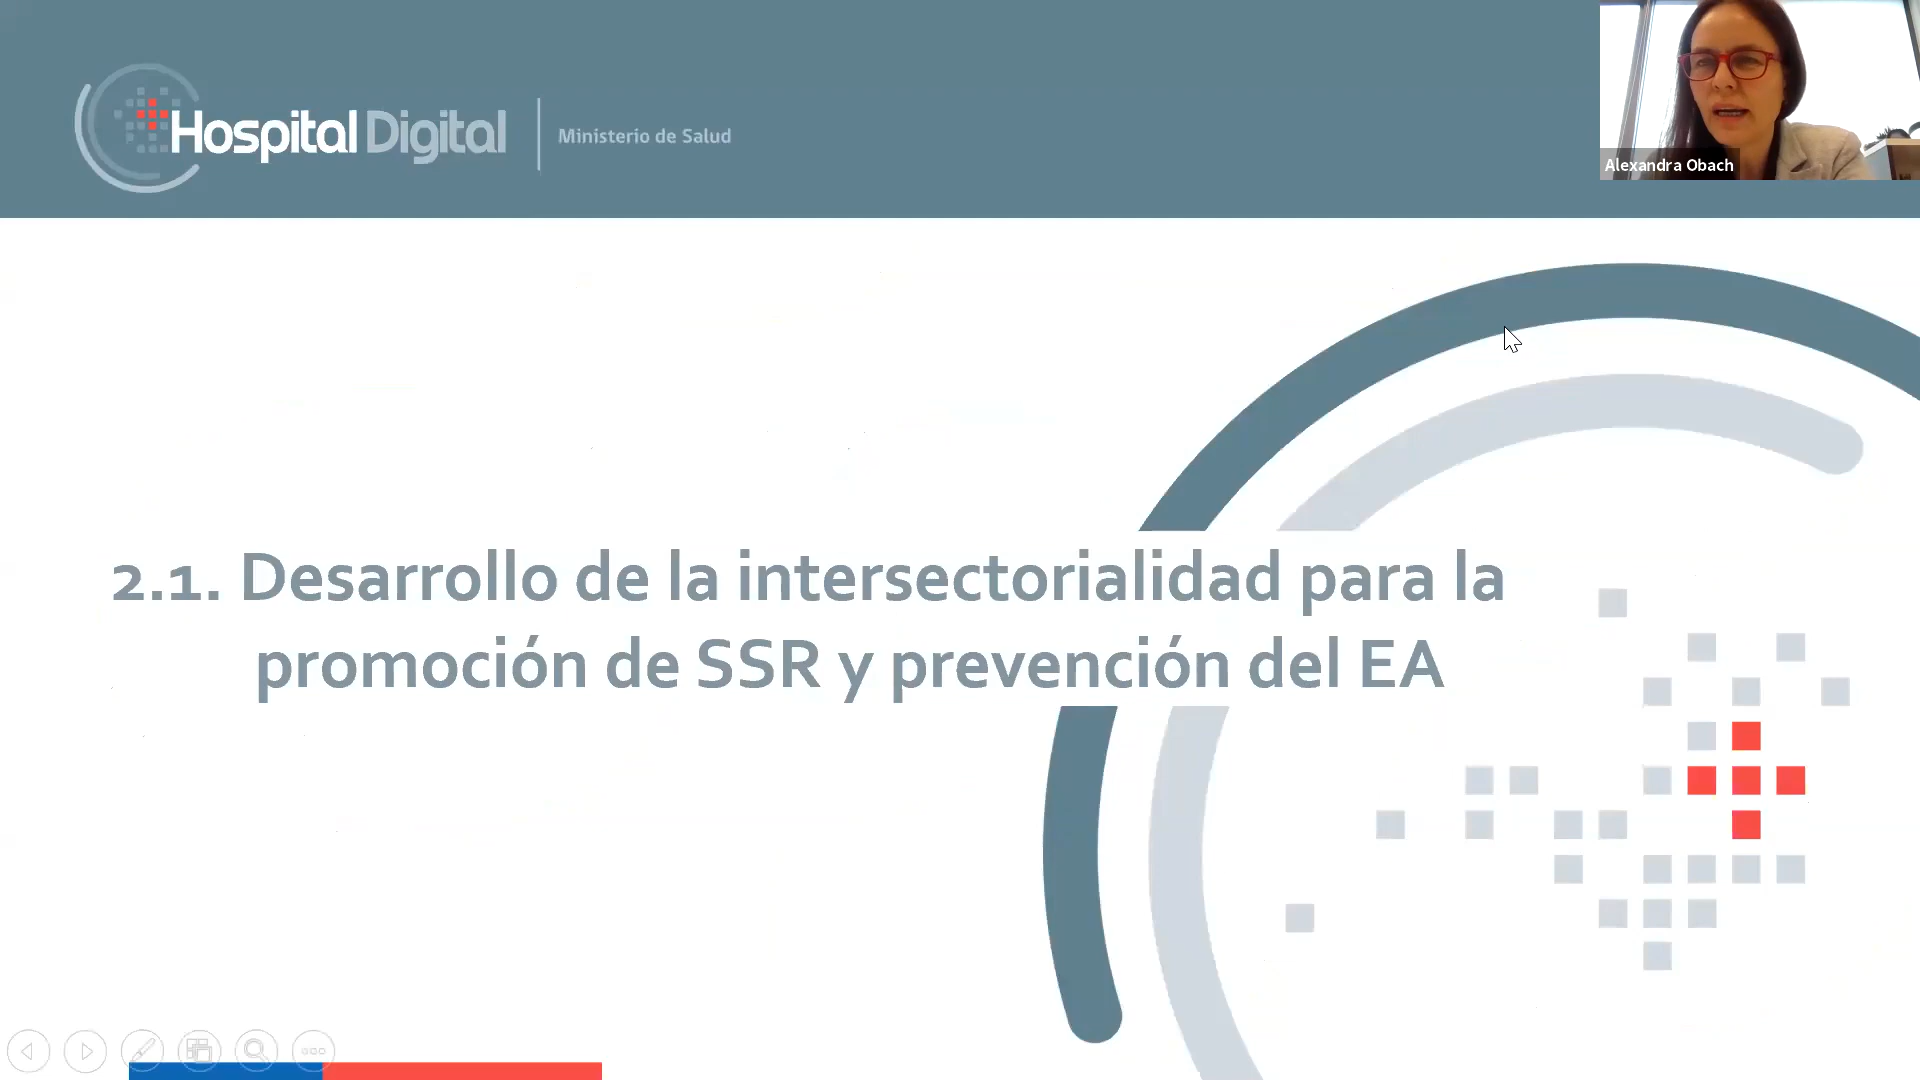 Hospital Digital
Ministerio de Salud
Alexandra Obach
2.1. Desarrollo de la intersectorialidad para la
promoción de SSR y prevención del EA